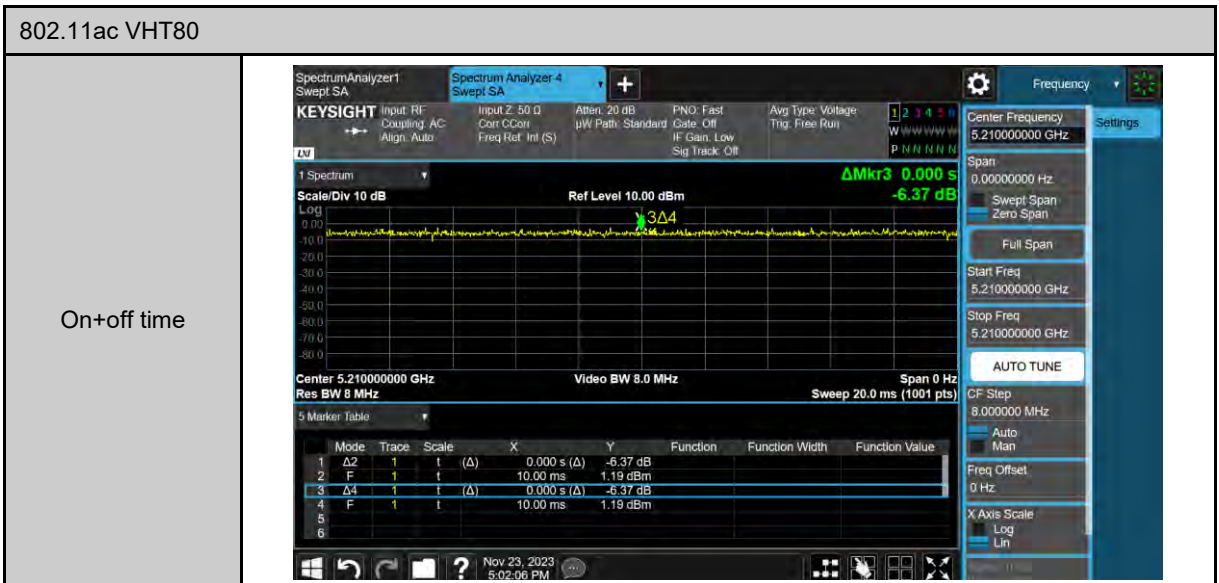 802.11ac VHT80
On+off time
SpectrumAnalyzer1
Swept SA
Spectrum Analyzer 4
Swept SA
+
Frequency
KEYSIGHT
Input: RF
Coupling: AC
Align: Auto
Input Z: 50 Ω
Corr CCorr
Freq Ref: Int (S)
Atten: 20 dB
µW Path: Standard
PNO: Fast
Gate: Off
IF Gain: Low
Sig Track: Off
Avg Type: Voltage
Trig: Free Run
1 2 3 4 5 6
W W W W W W
P N N N N N
LXI
1 Spectrum
Scale/Div 10 dB
Ref Level 10.00 dBm
ΔMkr3 0.000 s
-6.37 dB
Log
0.00
-10.0
-20.0
-30.0
-40.0
-50.0
-60.0
-70.0
-80.0
3Δ4
Center 5.210000000 GHz
Res BW 8 MHz
Video BW 8.0 MHz
Span 0 Hz
Sweep 20.0 ms (1001 pts)
5 Marker Table
Mode Trace Scale X Y Function Function Width Function Value
1 Δ2 1 t (Δ) 0.000 s (Δ) -6.37 dB
2 F 1 t 10.00 ms 1.19 dBm
3 Δ4 1 t (Δ) 0.000 s (Δ) -6.37 dB
4 F 1 t 10.00 ms 1.19 dBm
5
6
?
Nov 23, 2023
5:02:06 PM
Center Frequency
5.210000000 GHz
Settings
Span
0.00000000 Hz
Swept Span
Zero Span
Full Span
Start Freq
5.210000000 GHz
Stop Freq
5.210000000 GHz
AUTO TUNE
CF Step
8.000000 MHz
Auto
Man
Freq Offset
0 Hz
X Axis Scale
Log
Lin